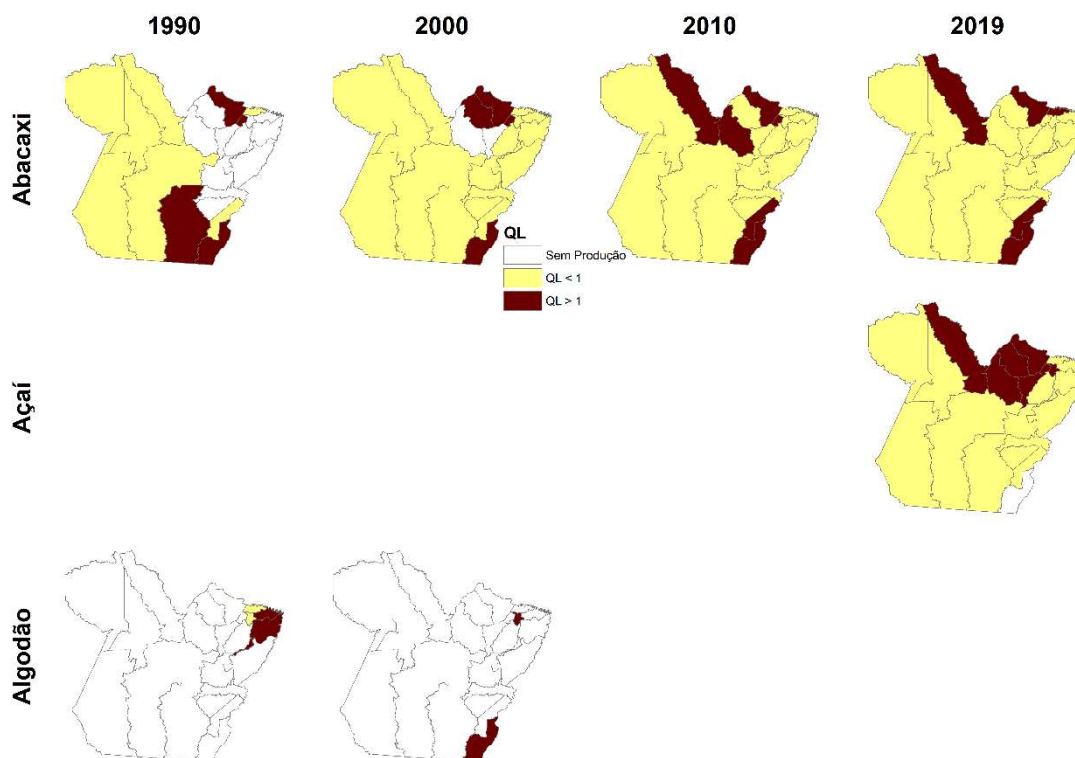 1990 2000 2010 2019
Abacaxi
QL
Sem Produção
QL < 1
QL > 1
Açaí
Algodão